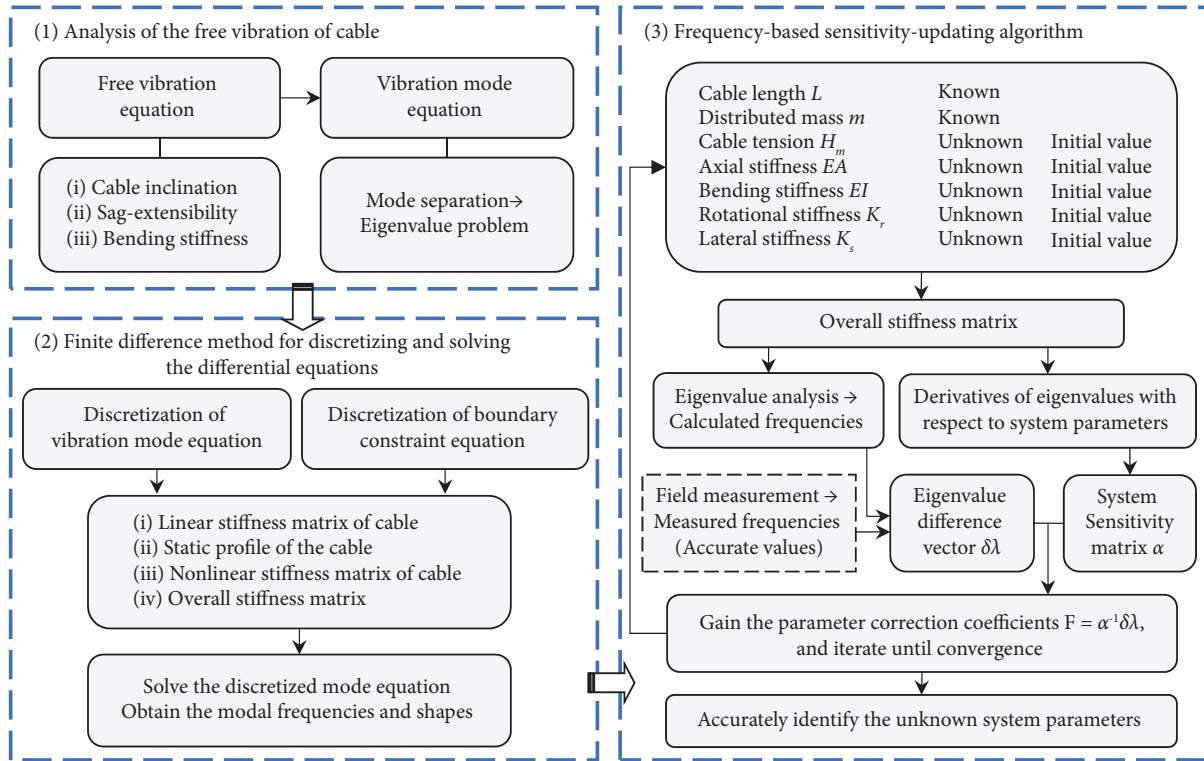 (1) Analysis of the free vibration of cable
Free vibration
equation
Vibration mode
equation
(i) Cable inclination
(ii) Sag-extensibility
(iii) Bending stiffness
Mode separation→
Eigenvalue problem
(2) Finite difference method for discretizing and solving
the differential equations
Discretization of
vibration mode equation
Discretization of boundary
constraint equation
(i) Linear stiffness matrix of cable
(ii) Static profile of the cable
(iii) Nonlinear stiffness matrix of cable
(iv) Overall stiffness matrix
Solve the discretized mode equation
Obtain the modal frequencies and shapes
(3) Frequency-based sensitivity-updating algorithm
Cable length L Known
Distributed mass m Known
Cable tension H_m Unknown Initial value
Axial stiffness EA Unknown Initial value
Bending stiffness EI Unknown Initial value
Rotational stiffness K_r Unknown Initial value
Lateral stiffness K_s Unknown Initial value
Overall stiffness matrix
Eigenvalue analysis →
Calculated frequencies
Derivatives of eigenvalues with
respect to system parameters
Field measurement →
Measured frequencies
(Accurate values)
Eigenvalue
difference
vector δλ
System
Sensitivity
matrix α
Gain the parameter correction coefficients F = α⁻¹δλ,
and iterate until convergence
Accurately identify the unknown system parameters